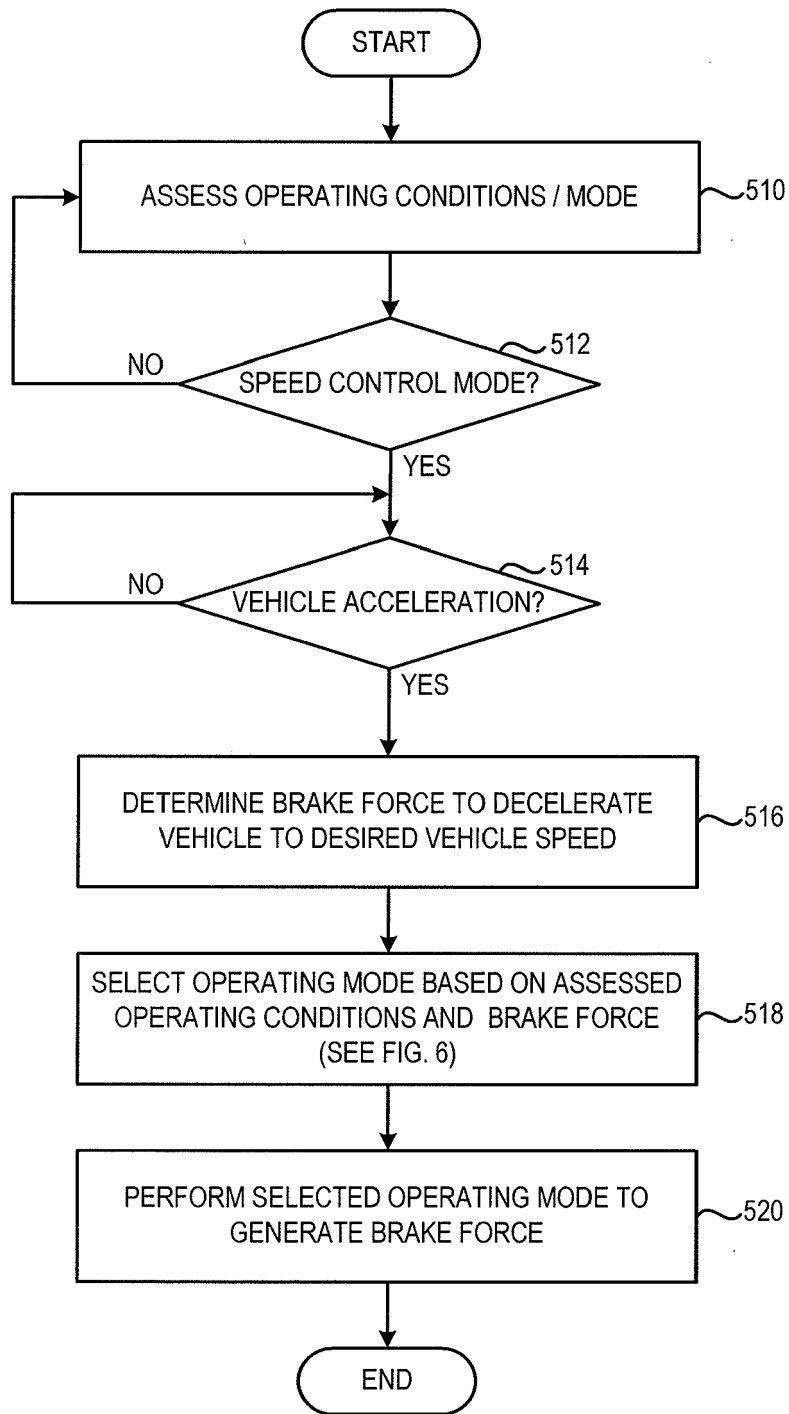 START
ASSESS OPERATING CONDITIONS / MODE
510
512
NO
SPEED CONTROL MODE?
YES
514
NO
VEHICLE ACCELERATION?
YES
DETERMINE BRAKE FORCE TO DECELERATE
VEHICLE TO DESIRED VEHICLE SPEED
516
SELECT OPERATING MODE BASED ON ASSESSED
OPERATING CONDITIONS AND BRAKE FORCE
(SEE FIG. 6)
518
PERFORM SELECTED OPERATING MODE TO
GENERATE BRAKE FORCE
520
END